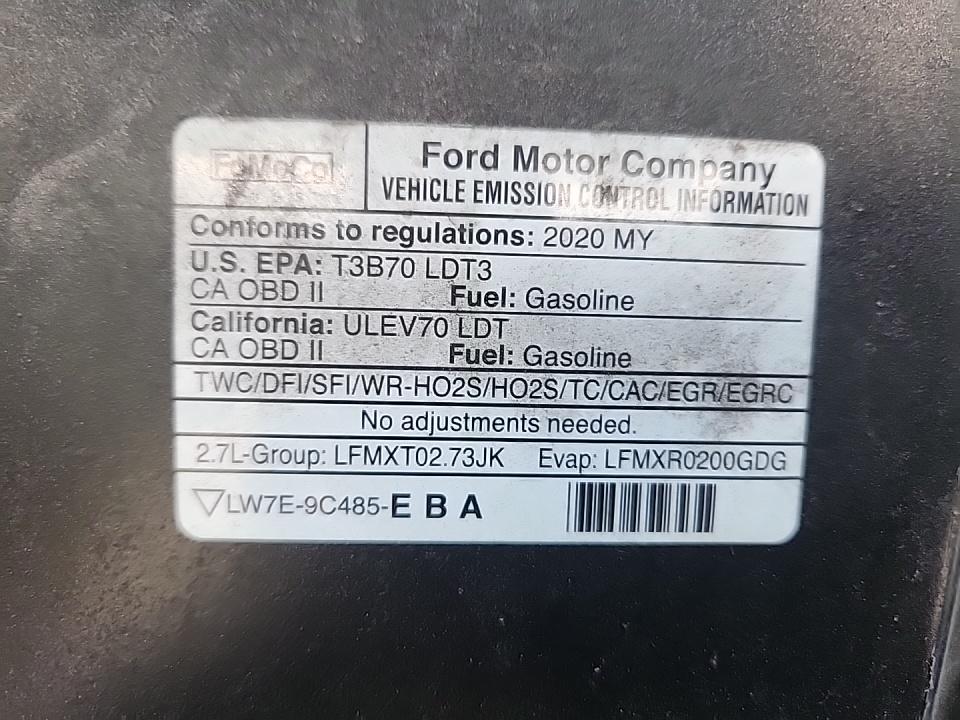 FoMoCo
Ford Motor Company
VEHICLE EMISSION CONTROL INFORMATION
Conforms to regulations: 2020 MY
U.S. EPA: T3B70 LDT3
CA OBD II Fuel: Gasoline
California: ULEV70 LDT
CA OBD II Fuel: Gasoline
TWC/DFI/SFI/WR-HO2S/HO2S/TC/CAC/EGR/EGRC
No adjustments needed.
2.7L-Group: LFMXT02.73JK Evap: LFMXR0200GDG
▽LW7E-9C485-E B A